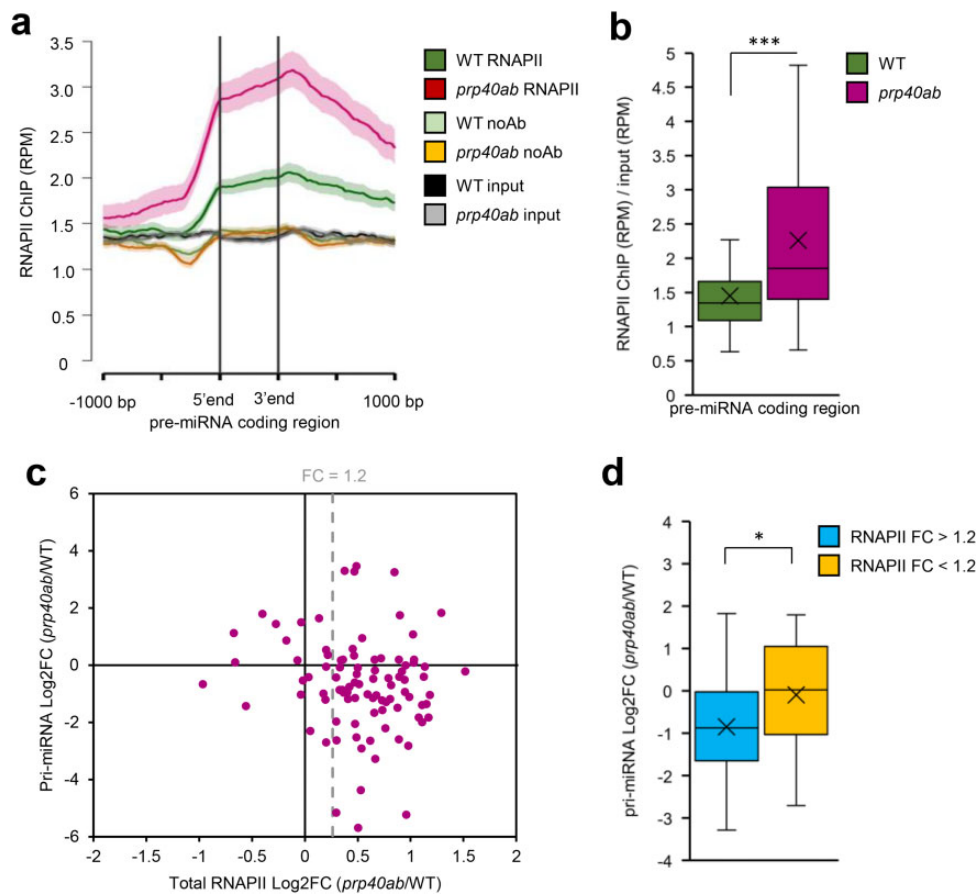 a
3.5
3.0
2.5
2.0
1.5
1.0
0.5
0
RNAPII ChIP (RPM)
-1000 bp
5'end
3'end
1000 bp
pre-miRNA coding region
WT RNAPII
prp40ab RNAPII
WT noAb
prp40ab noAb
WT input
prp40ab input
b
5
4.5
4
3.5
3
2.5
2
1.5
1
0.5
0
RNAPII ChIP (RPM) / input (RPM)
***
pre-miRNA coding region
WT
prp40ab
c
FC = 1.2
6
4
2
0
-2
-4
-6
Pri-miRNA Log2FC (prp40ab/WT)
-2
-1.5
-1
-0.5
0
0.5
1
1.5
2
Total RNAPII Log2FC (prp40ab/WT)
d
4
3
2
1
0
-1
-2
-3
-4
pri-miRNA Log2FC (prp40ab/WT)
*
RNAPII FC > 1.2
RNAPII FC < 1.2